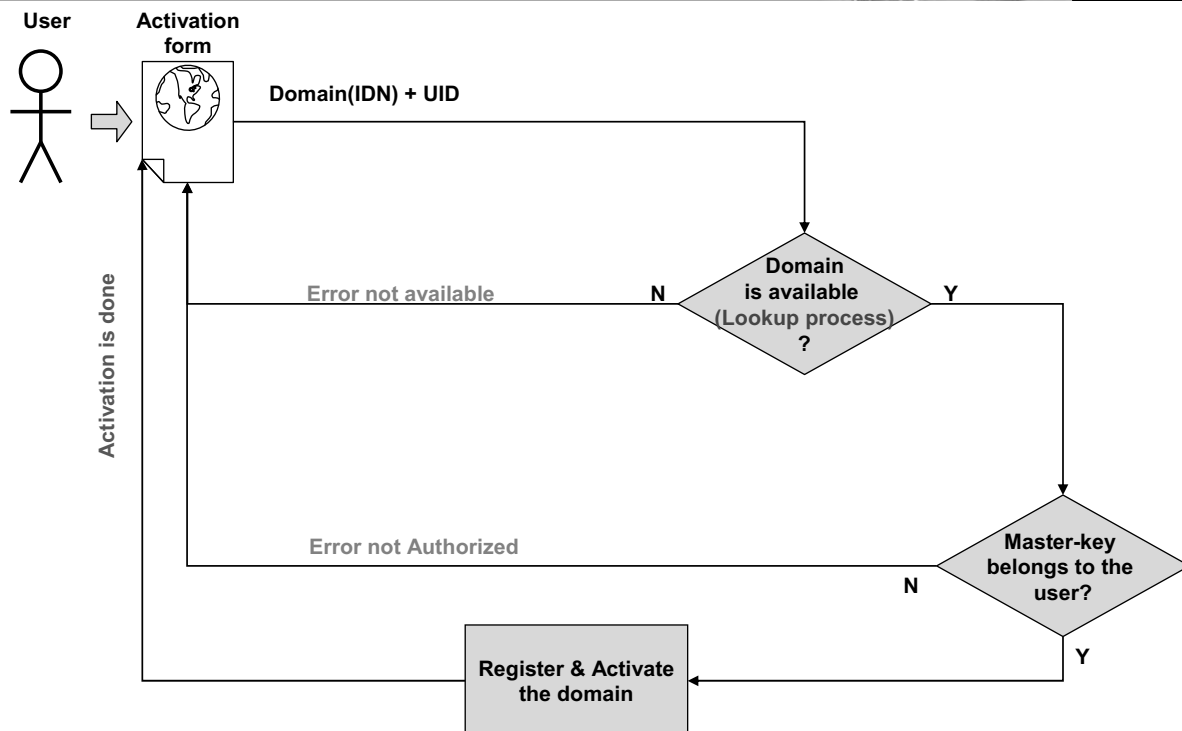 User
Activation
form
Domain(IDN) + UID
Domain
is available
(Lookup process)
?
N
Y
Error not available
Activation is done
Master-key
belongs to the
user?
N
Y
Error not Authorized
Register & Activate
the domain